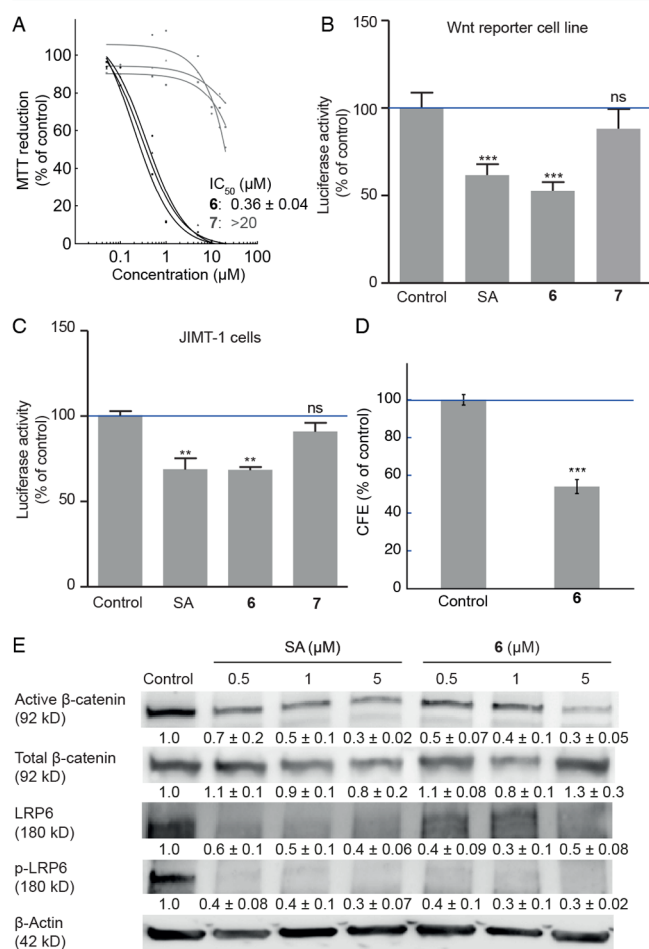 A
MTT reduction
(% of control)
100
80
60
40
20
0
0.1
1
10
100
Concentration (µM)
IC50 (µM)
6: 0.36 ± 0.04
7: >20
B
Wnt reporter cell line
Luciferase activity
(% of control)
150
100
50
0
***
***
ns
Control SA 6 7
C
JIMT-1 cells
Luciferase activity
(% of control)
150
100
50
0
**
**
ns
Control SA 6 7
D
CFE (% of control)
100
80
60
40
20
0
***
Control 6
E
SA (µM) 6 (µM)
Control 0.5 1 5 0.5 1 5
Active β-catenin
(92 kD)
1.0 0.7 ± 0.2 0.5 ± 0.1 0.3 ± 0.02 0.5 ± 0.07 0.4 ± 0.1 0.3 ± 0.05
Total β-catenin
(92 kD)
1.0 1.1 ± 0.1 0.9 ± 0.1 0.8 ± 0.2 1.1 ± 0.08 0.8 ± 0.1 1.3 ± 0.3
LRP6
(180 kD)
1.0 0.6 ± 0.1 0.5 ± 0.1 0.4 ± 0.06 0.4 ± 0.09 0.3 ± 0.1 0.5 ± 0.08
p-LRP6
(180 kD)
1.0 0.4 ± 0.08 0.4 ± 0.1 0.3 ± 0.07 0.4 ± 0.1 0.3 ± 0.1 0.3 ± 0.02
β-Actin
(42 kD)